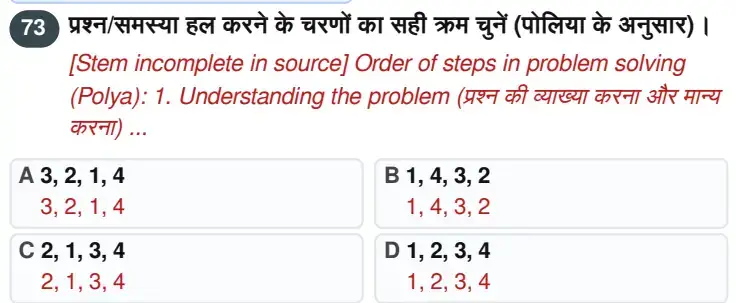 73 प्रश्न/समस्या हल करने के चरणों का सही क्रम चुनें (पोलिया के अनुसार)।
[Stem incomplete in source] Order of steps in problem solving
(Polya): 1. Understanding the problem (प्रश्न की व्याख्या करना और मान्य
करना) ...
A 3, 2, 1, 4
3, 2, 1, 4
B 1, 4, 3, 2
1, 4, 3, 2
C 2, 1, 3, 4
2, 1, 3, 4
D 1, 2, 3, 4
1, 2, 3, 4